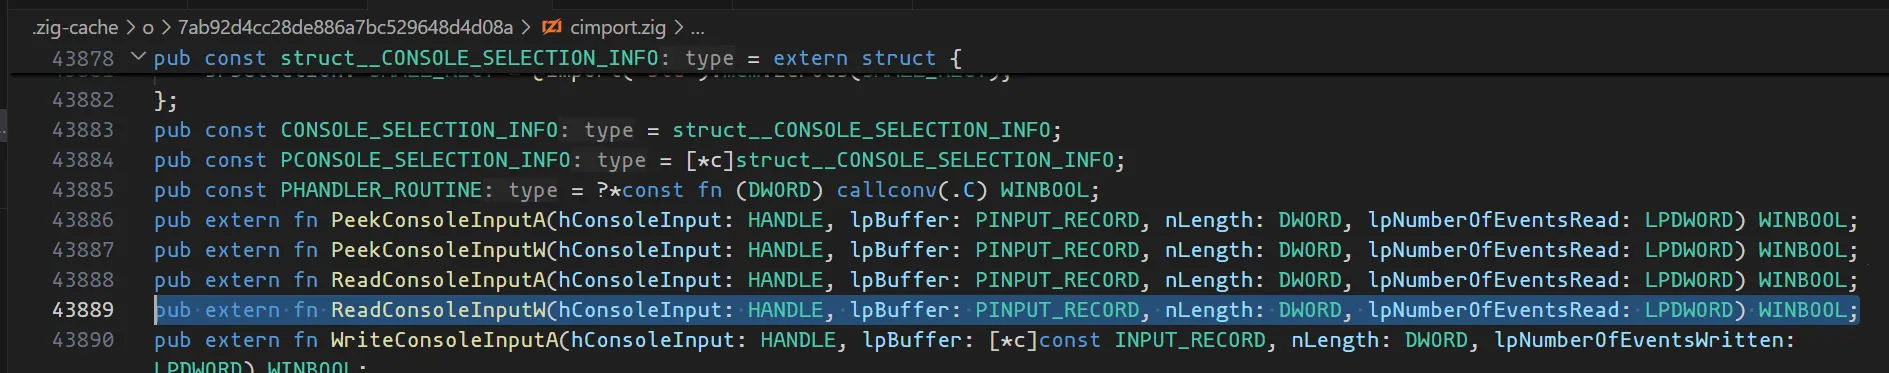 .zig-cache > o > 7ab92d4cc28de886a7bc529648d4d08a > cimport.zig > ...
43878 pub const struct__CONSOLE_SELECTION_INFO: type = extern struct {
43882 };
43883 pub const CONSOLE_SELECTION_INFO: type = struct__CONSOLE_SELECTION_INFO;
43884 pub const PCONSOLE_SELECTION_INFO: type = [*c]struct__CONSOLE_SELECTION_INFO;
43885 pub const PHANDLER_ROUTINE: type = ?*const fn (DWORD) callconv(.C) WINBOOL;
43886 pub extern fn PeekConsoleInputA(hConsoleInput: HANDLE, lpBuffer: PINPUT_RECORD, nLength: DWORD, lpNumberOfEventsRead: LPDWORD) WINBOOL;
43887 pub extern fn PeekConsoleInputW(hConsoleInput: HANDLE, lpBuffer: PINPUT_RECORD, nLength: DWORD, lpNumberOfEventsRead: LPDWORD) WINBOOL;
43888 pub extern fn ReadConsoleInputA(hConsoleInput: HANDLE, lpBuffer: PINPUT_RECORD, nLength: DWORD, lpNumberOfEventsRead: LPDWORD) WINBOOL;
43889 pub extern fn ReadConsoleInputW(hConsoleInput: HANDLE, lpBuffer: PINPUT_RECORD, nLength: DWORD, lpNumberOfEventsRead: LPDWORD) WINBOOL;
43890 pub extern fn WriteConsoleInputA(hConsoleInput: HANDLE, lpBuffer: [*c]const INPUT_RECORD, nLength: DWORD, lpNumberOfEventsWritten:
LPDWORD) WINBOOL;